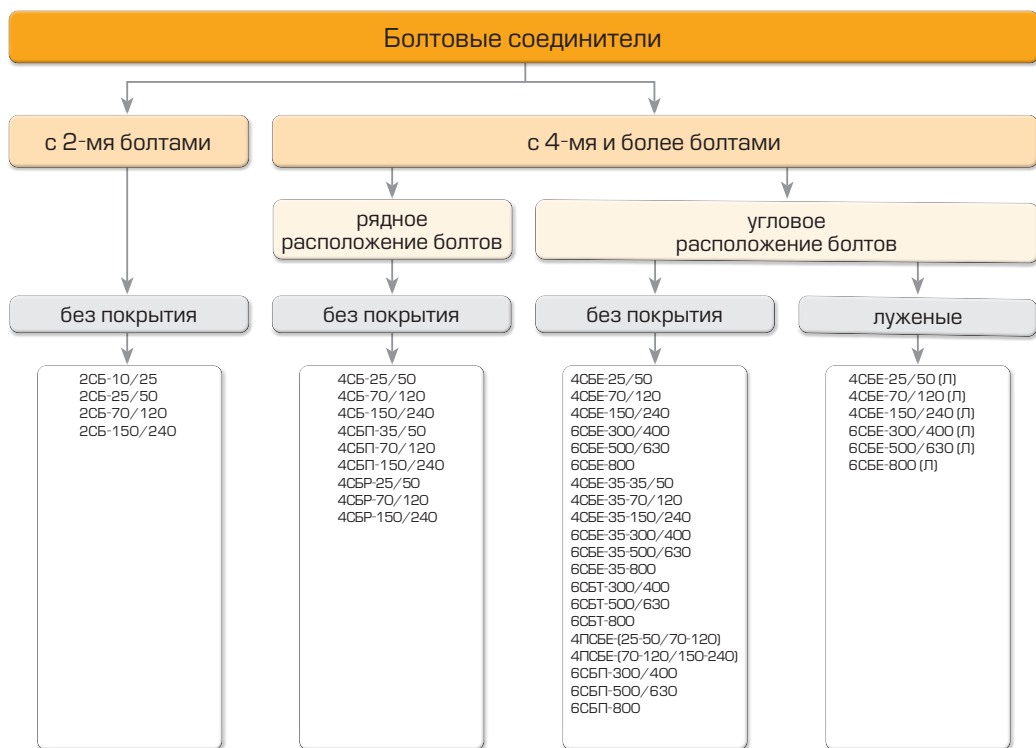 Болтовые соединители
с 2-мя болтами
с 4-мя и более болтами
рядное
расположение болтов
угловое
расположение болтов
без покрытия
без покрытия
без покрытия
луженые
2СБ-10/25
2СБ-25/50
2СБ-70/120
2СБ-150/240
4СБ-25/50
4СБ-70/120
4СБ-150/240
4СБП-35/50
4СБП-70/120
4СБП-150/240
4СБР-25/50
4СБР-70/120
4СБР-150/240
4СБЕ-25/50
4СБЕ-70/120
4СБЕ-150/240
6СБЕ-300/400
6СБЕ-500/630
6СБЕ-800
4СБЕ-35-35/50
4СБЕ-35-70/120
4СБЕ-35-150/240
6СБЕ-35-300/400
6СБЕ-35-500/630
6СБЕ-35-800
6СБТ-300/400
6СБТ-500/630
6СБТ-800
4ПСБЕ-(25-50/70-120)
4ПСБЕ-(70-120/150-240)
6СБП-300/400
6СБП-500/630
6СБП-800
4СБЕ-25/50 (Л)
4СБЕ-70/120 (Л)
4СБЕ-150/240 (Л)
6СБЕ-300/400 (Л)
6СБЕ-500/630 (Л)
6СБЕ-800 (Л)